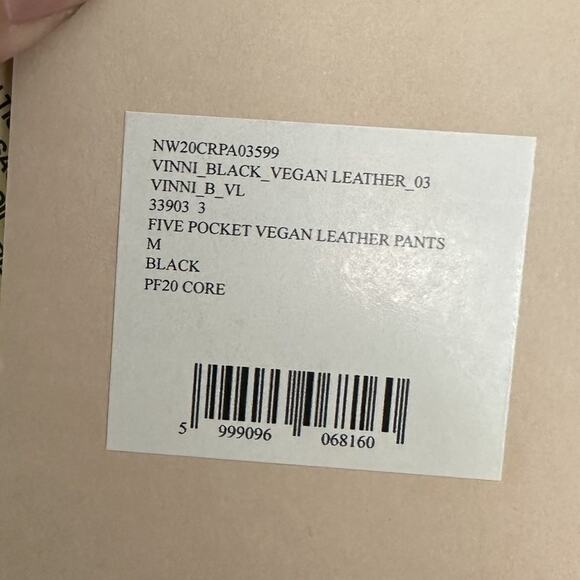 NW20CRPA03599
VINNI_BLACK_VEGAN LEATHER_03
VINNI_B_VL
33903 3
FIVE POCKET VEGAN LEATHER PANTS
M
BLACK
PF20 CORE
5 999096 068160